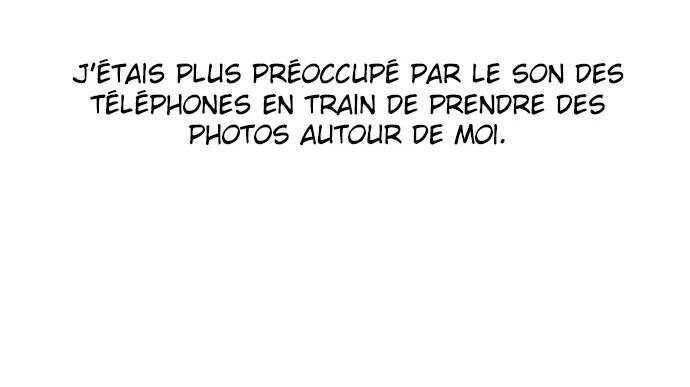 J'ÉTAIS PLUS PRÉOCCUPÉ PAR LE SON DES
TÉLÉPHONES EN TRAIN DE PRENDRE DES
PHOTOS AUTOUR DE MOI.